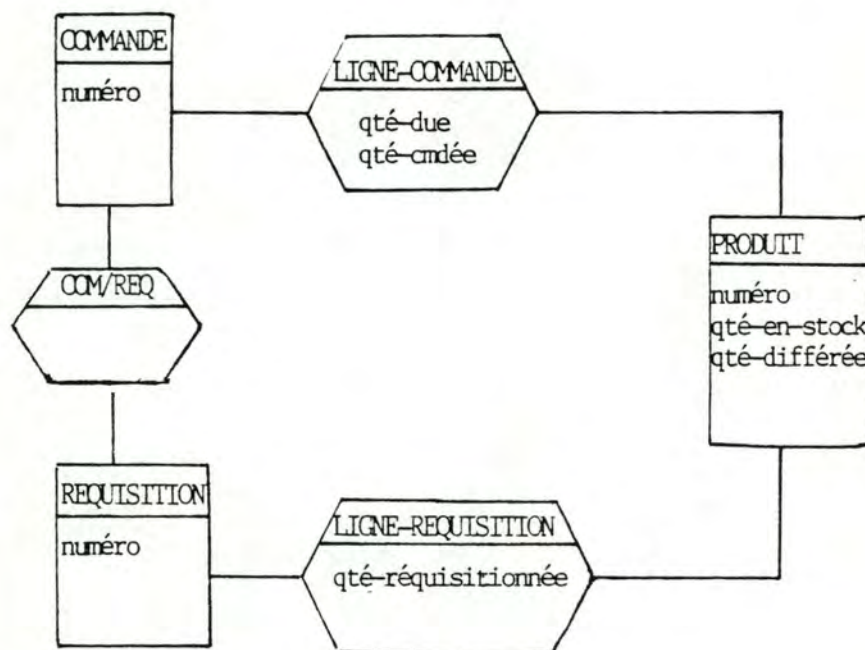 COMMANDE
numéro
LIGNE-COMMANDE
qté-due
qté-cmdée
PRODUIT
numéro
qté-en-stock
qté-différée
COM/REQ
REQUISITION
numéro
LIGNE-REQUISITION
qté-réquisitionnée